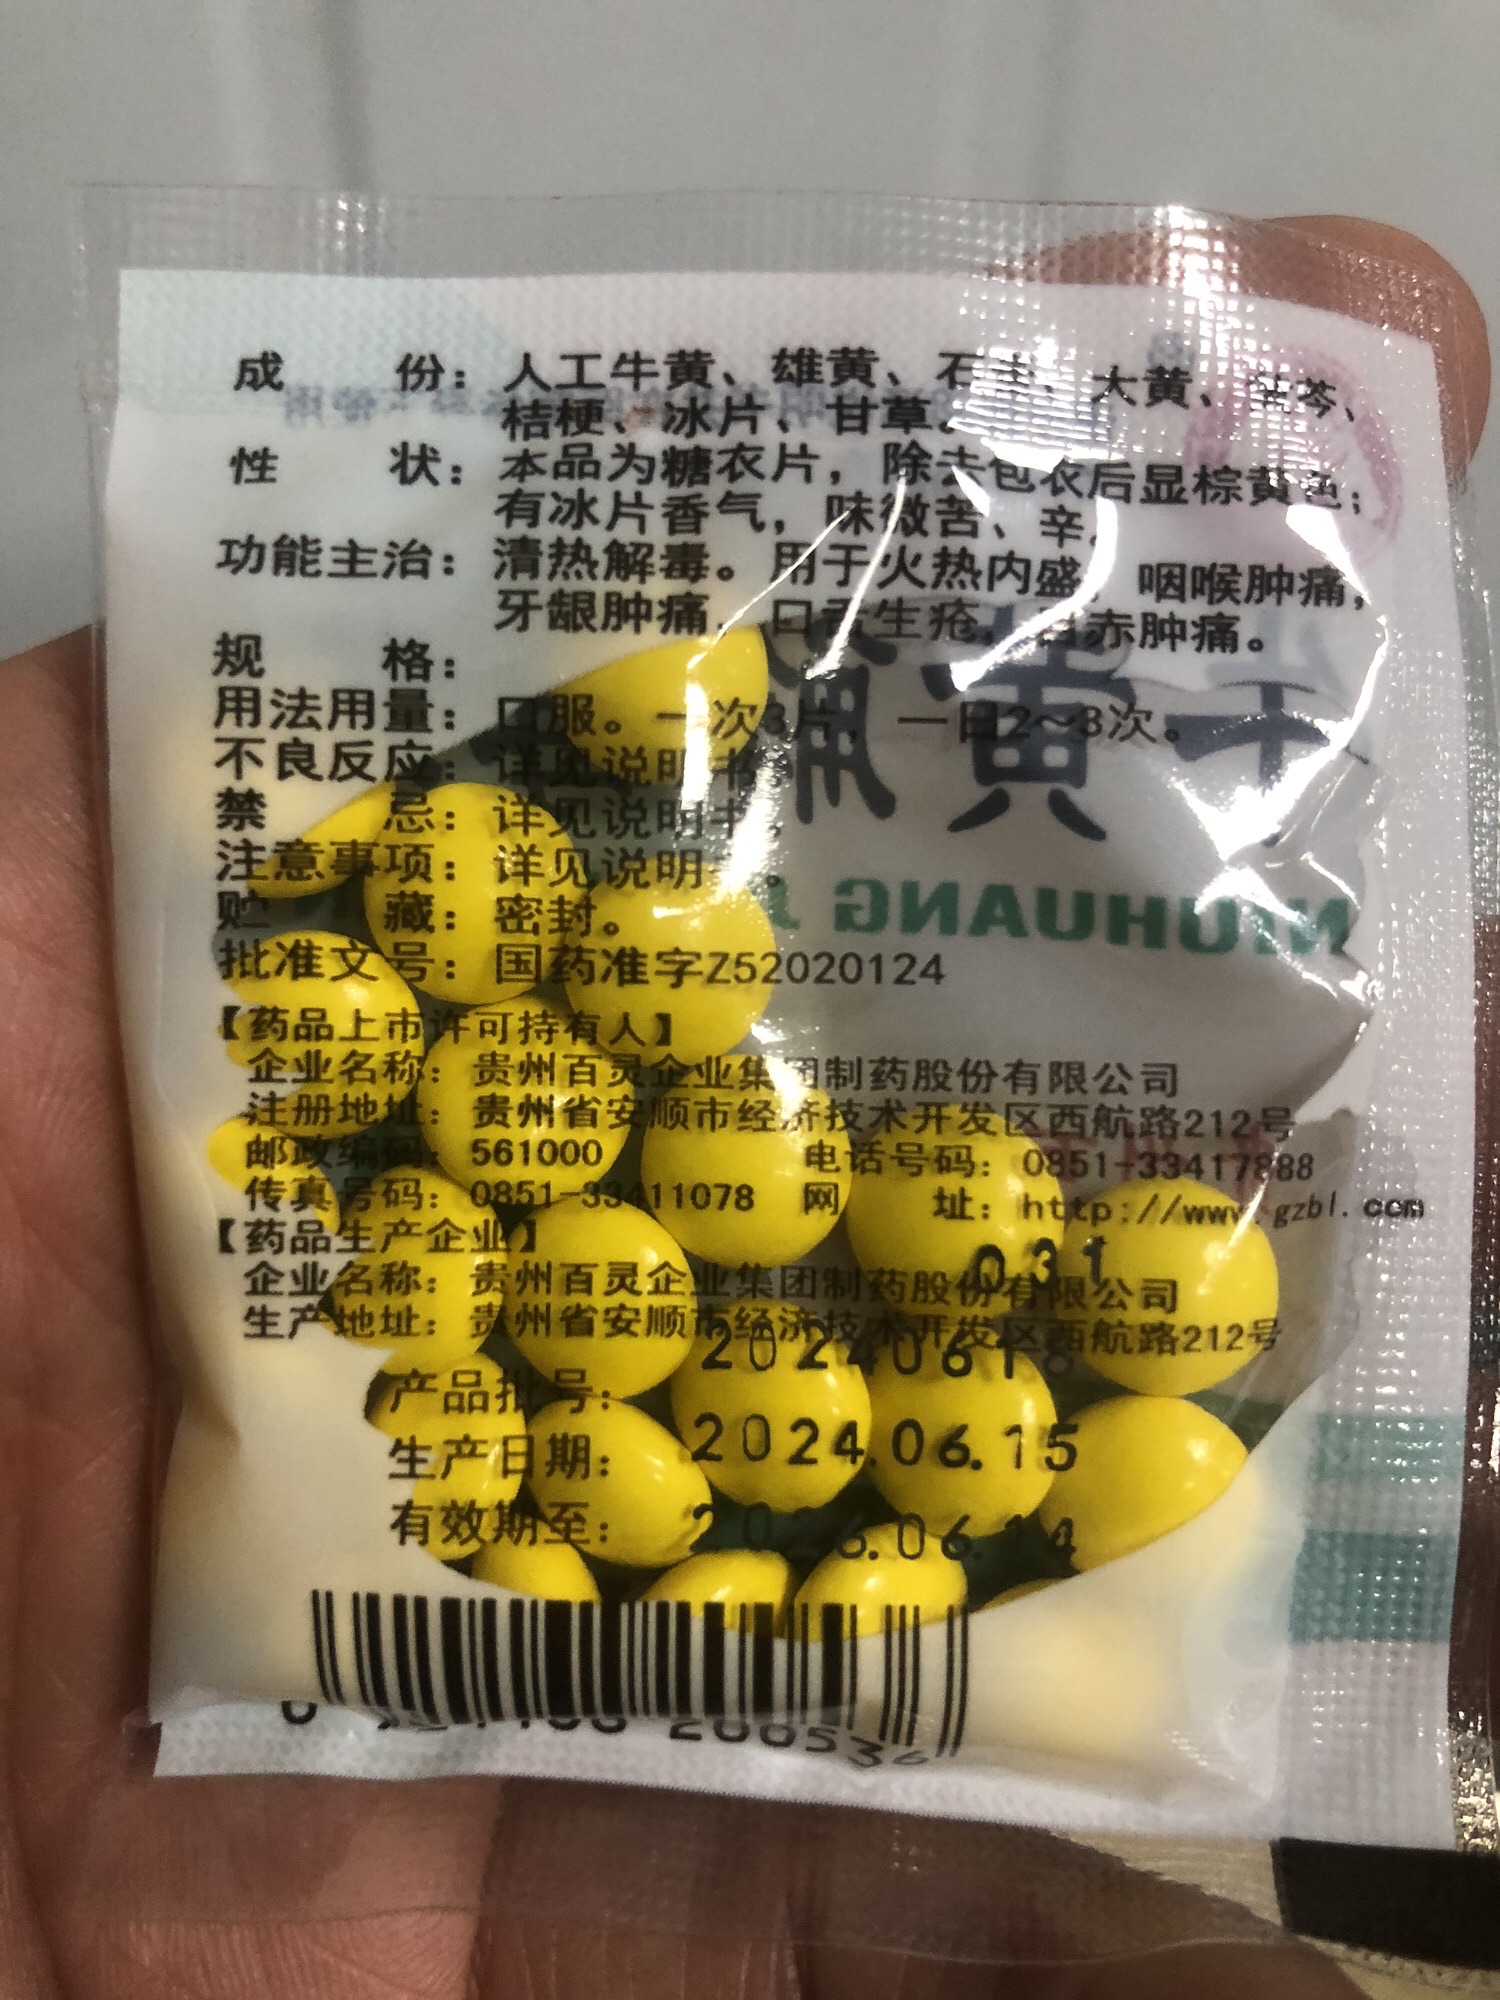 成 份：人工牛黄、雄黄、石膏、大黄、黄芩、
桔梗、冰片、甘草。
性 状：本品为糖衣片，除去包衣后显棕黄色；
有冰片香气，味微苦、辛。
功能主治：清热解毒。用于火热内盛，咽喉肿痛，
牙龈肿痛，口舌生疮，目赤肿痛。
规 格：
用法用量：口服。一次3片，一日2～3次。
不良反应：详见说明书。
禁 忌：详见说明书。
注意事项：详见说明书。
贮 藏：密封。
批准文号：国药准字Z52020124
【药品上市许可持有人】
企业名称：贵州百灵企业集团制药股份有限公司
注册地址：贵州省安顺市经济技术开发区西航路212号
邮政编码：561000 电话号码：0851-33417888
传真号码：0851-33411078 网 址：http://www.gzbl.com
【药品生产企业】
031
企业名称：贵州百灵企业集团制药股份有限公司
生产地址：贵州省安顺市经济技术开发区西航路212号
产品批号：20240618
生产日期：2024.06.15
有效期至：2026.06.14
牛黄
NIUHUANG